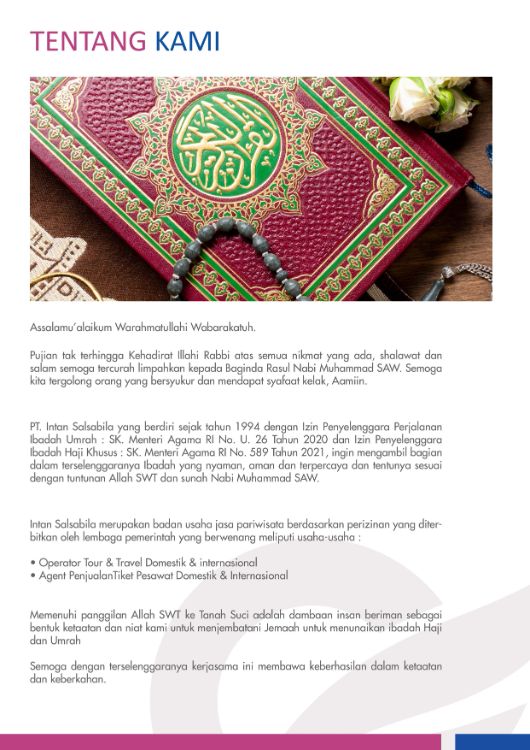 TENTANG KAMI
القرآن الكريم
Assalamu'alaikum Warahmatullahi Wabarakatuh.
Pujian tak terhingga Kehadirat Illahi Rabbi atas semua nikmat yang ada, shalawat dan
salam semoga tercurah limpahkan kepada Baginda Rasul Nabi Muhammad SAW. Semoga
kita tergolong orang yang bersyukur dan mendapat syafaat kelak, Aamiin.
PT. Intan Salsabila yang berdiri sejak tahun 1994 dengan Izin Penyelenggara Perjalanan
Ibadah Umrah : SK. Menteri Agama RI No. U. 26 Tahun 2020 dan Izin Penyelenggara
Ibadah Haji Khusus : SK. Menteri Agama RI No. 589 Tahun 2021, ingin mengambil bagian
dalam terselenggaranya Ibadah yang nyaman, aman dan terpercaya dan tentunya sesuai
dengan tuntunan Allah SWT dan sunah Nabi Muhammad SAW.
Intan Salsabila merupakan badan usaha jasa pariwisata berdasarkan perizinan yang diter-
bitkan oleh lembaga pemerintah yang berwenang meliputi usaha-usaha :
• Operator Tour & Travel Domestik & internasional
• Agent PenjualanTiket Pesawat Domestik & Internasional
Memenuhi panggilan Allah SWT ke Tanah Suci adalah dambaan insan beriman sebagai
bentuk ketaatan dan niat kami untuk menjembatani Jemaah untuk menunaikan ibadah Haji
dan Umrah
Semoga dengan terselenggaranya kerjasama ini membawa keberhasilan dalam ketaatan
dan keberkahan.